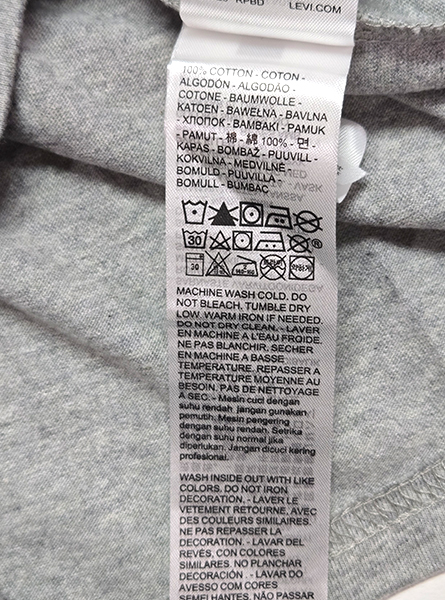 RPBD LEVI.COM
100% COTTON - COTON -
ALGODÓN - ALGODÃO -
COTONE - BAUMWOLLE -
KATOEN - BAWEŁNA - BAVLNA
- ХЛОПОК - BAMBAKI - PAMUK
- PAMUT - 棉 - 綿 100% - 면 -
KAPAS - BOMBAŽ - PUUVILL -
KOKVILNA - MEDVILNĖ -
BOMULD - PUUVILLA -
BOMULL - BUMBAC
30
30
MACHINE WASH COLD. DO
NOT BLEACH. TUMBLE DRY
LOW. WARM IRON IF NEEDED.
DO NOT DRY CLEAN. - LAVER
EN MACHINE A L'EAU FROIDE.
NE PAS BLANCHIR. SECHER
EN MACHINE A BASSE
TEMPERATURE. REPASSER A
TEMPERATURE MOYENNE AU
BESOIN. PAS DE NETTOYAGE
A SEC. - Mesin cuci dengan
suhu rendah jangan gunakan
pemutih. Mesin pengering
dengan suhu rendah. Setrika
dengan suhu normal jika
diperlukan. Jangan dicuci kering
profesional.
WASH INSIDE OUT WITH LIKE
COLORS. DO NOT IRON
DECORATION. - LAVER LE
VETEMENT RETOURNE, AVEC
DES COULEURS SIMILAIRES.
NE PAS REPASSER LA
DECORATION. - LAVAR DEL
REVÉS, CON COLORES
SIMILARES. NO PLANCHAR
DECORACIÓN . - LAVAR DO
AVESSO COM CORES
SEMELHANTES. NÃO PASSAR